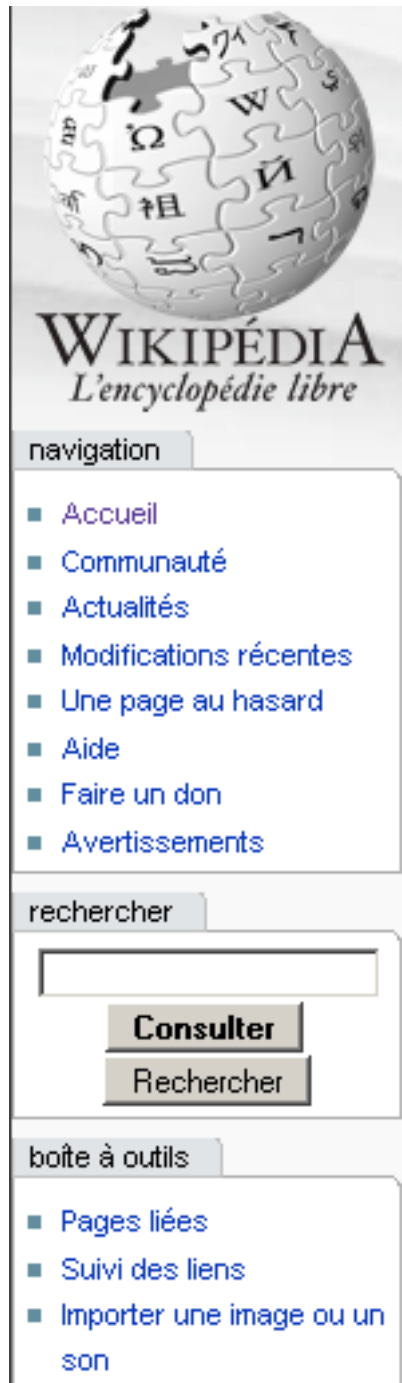 Ω
W
И
祖
WIKIPÉDIA
L'encyclopédie libre
navigation
Accueil
Communauté
Actualités
Modifications récentes
Une page au hasard
Aide
Faire un don
Avertissements
rechercher
Consulter
Rechercher
boîte à outils
Pages liées
Suivi des liens
Importer une image ou un
son